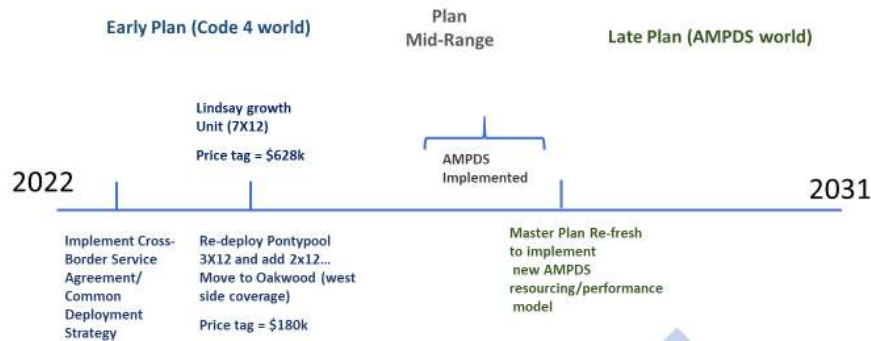 Early Plan (Code 4 world)
Plan
Mid-Range
Late Plan (AMPDS world)
Lindsay growth
Unit (7X12)
Price tag = $628k
AMPDS
Implemented
2022
2031
Implement Cross-
Border Service
Agreement/
Common
Deployment
Strategy
Re-deploy Pontypool
3X12 and add 2x12...
Move to Oakwood (west
side coverage)
Price tag = $180k
Master Plan Re-fresh
to implement
new AMPDS
resourcing/performance
model